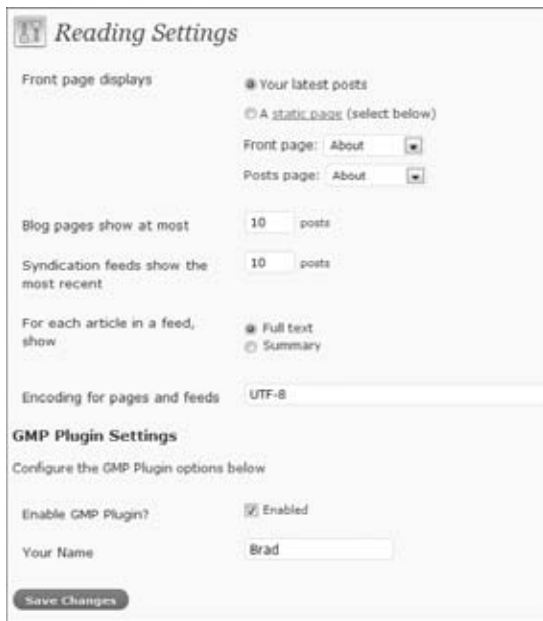 Reading Settings
Front page displays
Your latest posts
A static page (select below)
Front page: About
Posts page: About
Blog pages show at most 10 posts
Syndication feeds show the
most recent 10 posts
For each article in a feed,
show
Full text
Summary
Encoding for pages and feeds UTF-8
GMP Plugin Settings
Configure the GMP Plugin options below
Enable GMP Plugin? Enabled
Your Name Brad
Save Changes